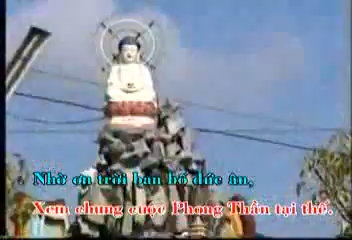 Nhờ ơn trời ban bố đức ân,
Xem chung cuộc Phong Thần tại thế.